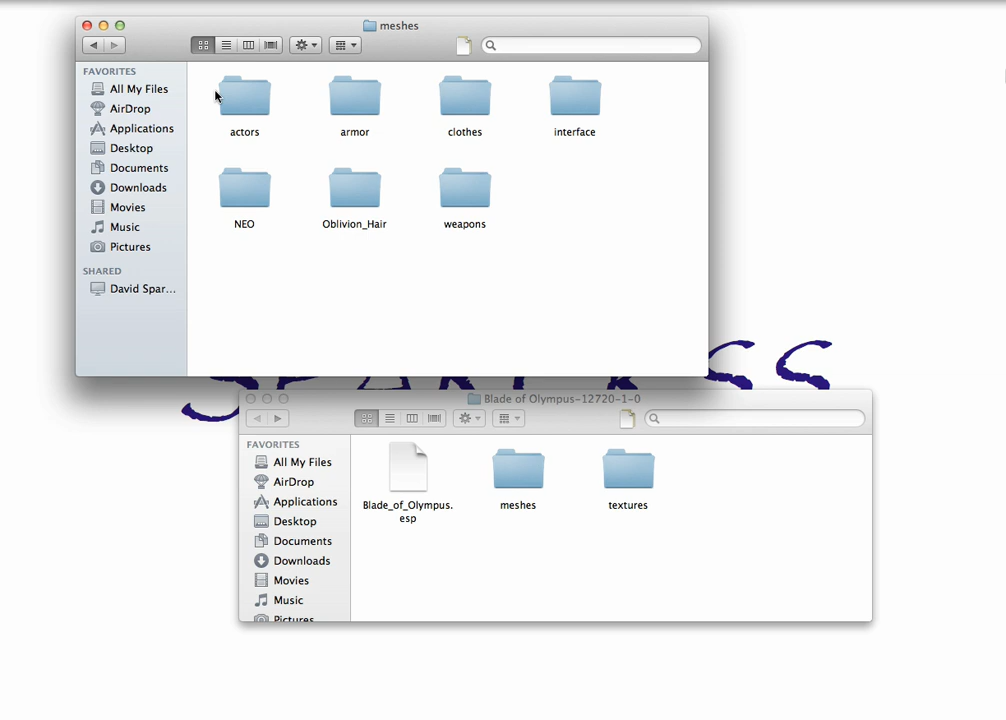 meshes
FAVORITES
All My Files
AirDrop
Applications
Desktop
Documents
Downloads
Movies
Music
Pictures
SHARED
David Spar...
actors
armor
clothes
interface
NEO
Oblivion_Hair
weapons
Blade of Olympus-12720-1-0
FAVORITES
All My Files
AirDrop
Applications
Desktop
Documents
Downloads
Movies
Music
Pictures
Blade_of_Olympus.
esp
meshes
textures